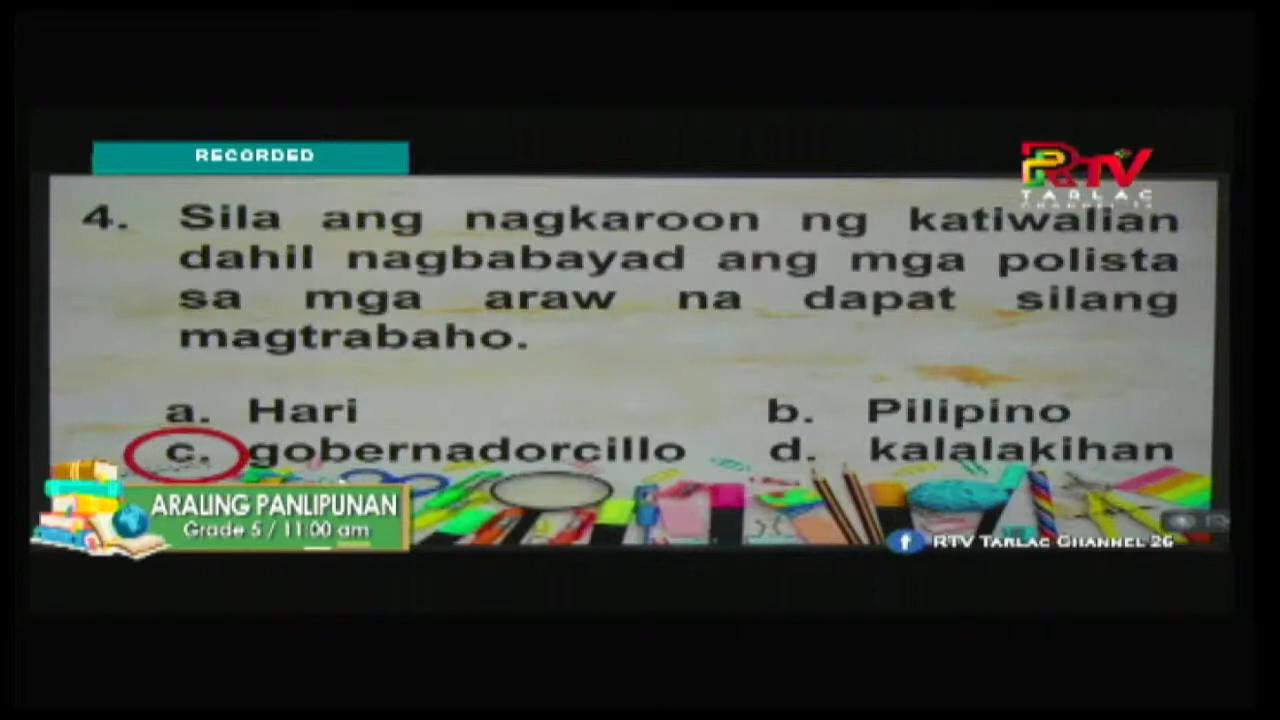 RECORDED
RTV
TARLAC
4. Sila ang nagkaroon ng katiwalian
dahil nagbabayad ang mga polista
sa mga araw na dapat silang
magtrabaho.
a. Hari b. Pilipino
c. gobernadorcillo d. kalalakihan
ARALING PANLIPUNAN
Grade 5 / 11:00 am
f RTV TARLAC CHANNEL 26